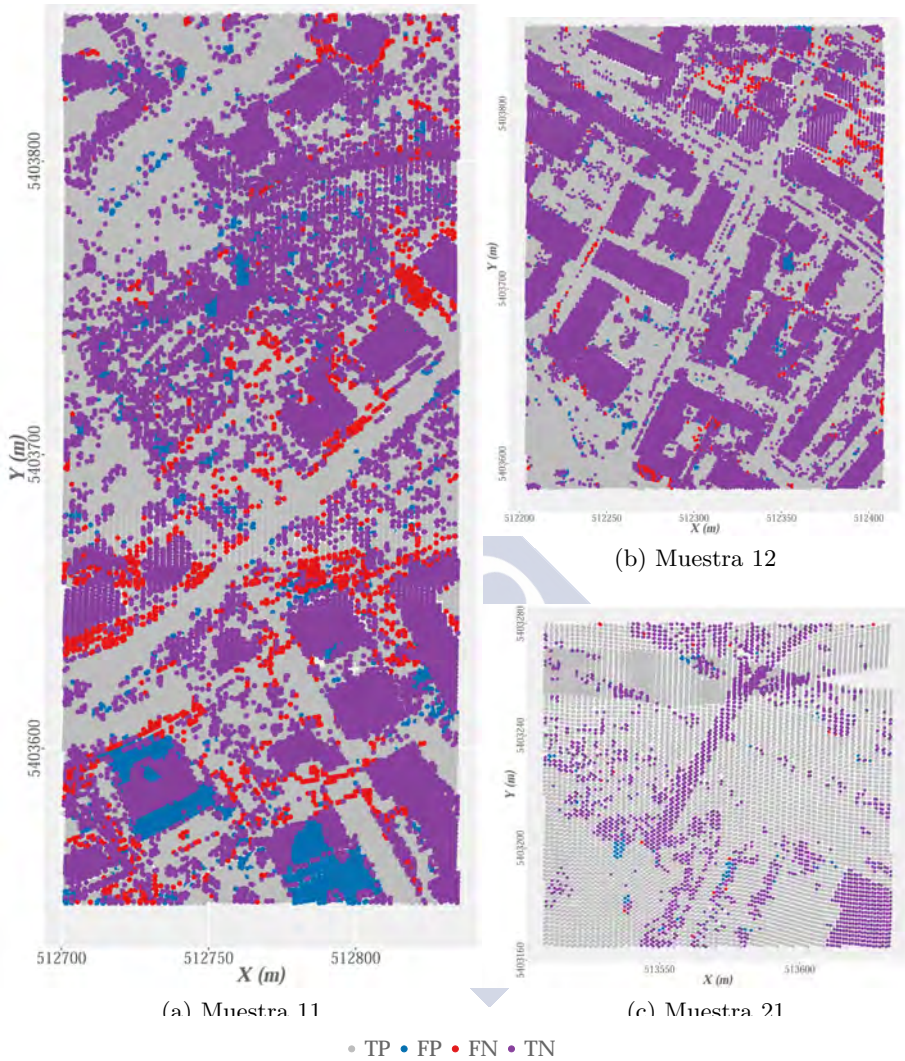 5403800
5403700
5403600
Y (m)
512700
512750
512800
X (m)
(a) Muestra 11
5403800
5403700
5403600
Y (m)
512200
512250
512300
512350
512400
X (m)
(b) Muestra 12
5403280
5403240
5403200
5403160
Y (m)
513550
513600
X (m)
(c) Muestra 21
TP FP FN TN